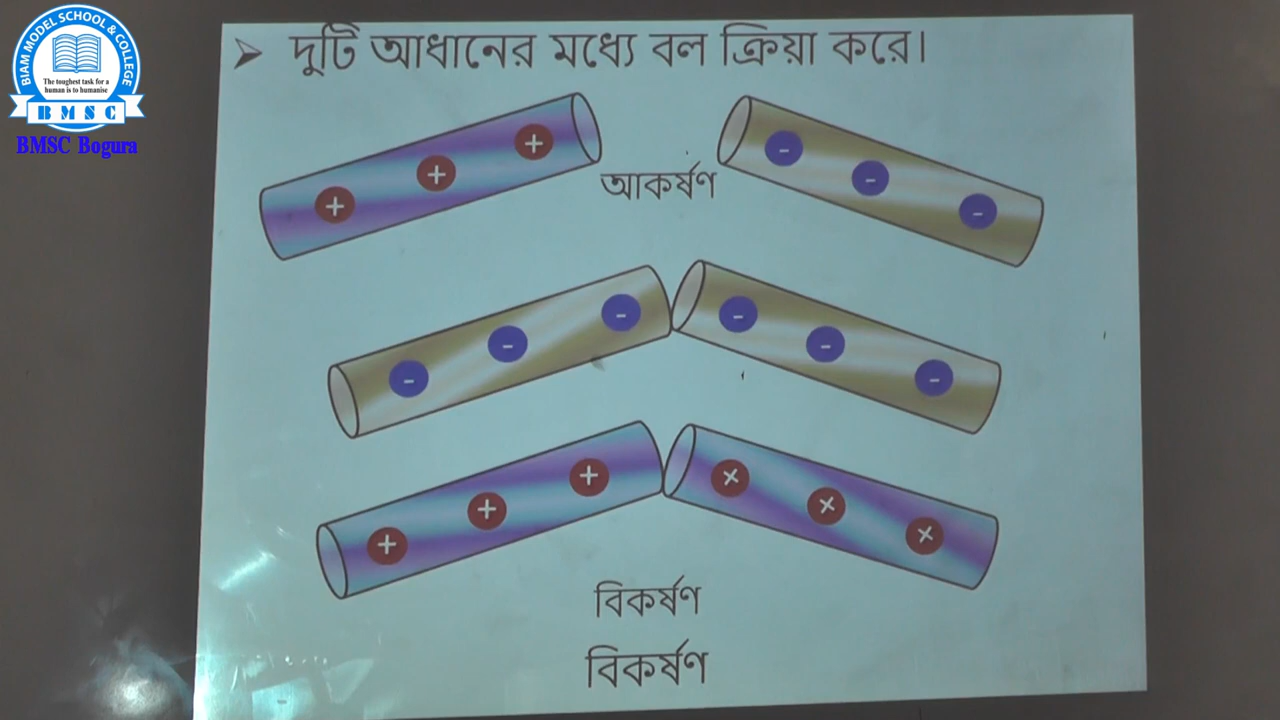 BIAM MODEL SCHOOL & COLLEGE
The toughest task for a
human is to humanise
B M S C
BMSC Bogura
➢ দুটি আধানের মধ্যে বল ক্রিয়া করে।
+ + +
- - -
আকর্ষণ
- - -
- - -
+ + +
+ + +
বিকর্ষণ
বিকর্ষণ